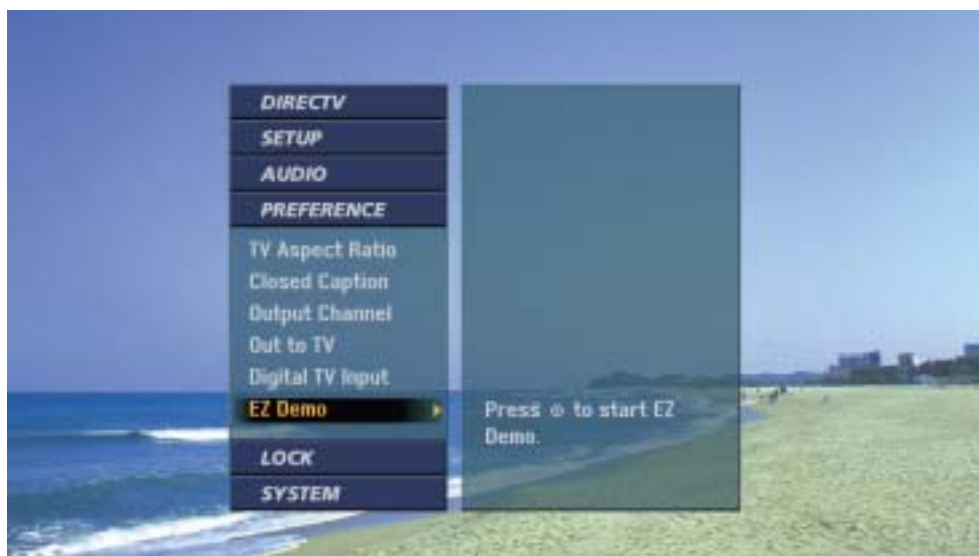 DIRECTV
SETUP
AUDIO
PREFERENCE
TV Aspect Ratio
Closed Caption
Output Channel
Out to TV
Digital TV Input
EZ Demo
Press ⊙ to start EZ
Demo.
LOCK
SYSTEM